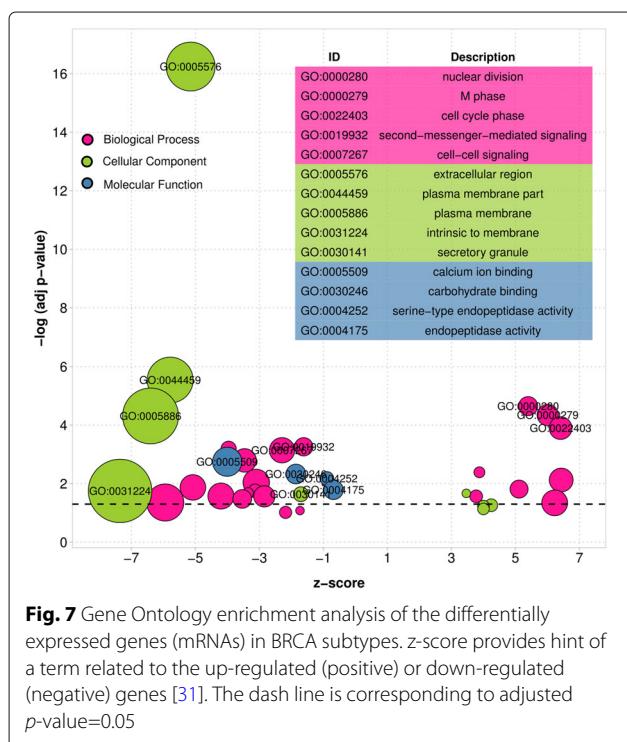 ID Description
16
GO:0005576
GO:0000280 nuclear division
GO:0000279 M phase
GO:0022403 cell cycle phase
14
GO:0019932 second-messenger-mediated signaling
Biological Process
GO:0007267 cell-cell signaling
Cellular Component
GO:0005576 extracellular region
Molecular Function
GO:0044459 plasma membrane part
12
GO:0005886 plasma membrane
GO:0031224 intrinsic to membrane
GO:0030141 secretory granule
10
GO:0005509 calcium ion binding
GO:0030246 carbohydrate binding
GO:0004252 serine-type endopeptidase activity
GO:0004175 endopeptidase activity
8
-log (adj p-value)
6
GO:0044459
GO:0000280
GO:0005886
GO:0000279
4
GO:0022403
GO:0019932
GO:0007267
GO:0005509
GO:0030246
GO:0004252
2
GO:0031224
GO:0004175
GO:0030141
0
-7 -5 -3 -1 1 3 5 7
z-score
Fig. 7 Gene Ontology enrichment analysis of the differentially
expressed genes (mRNAs) in BRCA subtypes. z-score provides hint of
a term related to the up-regulated (positive) or down-regulated
(negative) genes [31]. The dash line is corresponding to adjusted
p-value=0.05